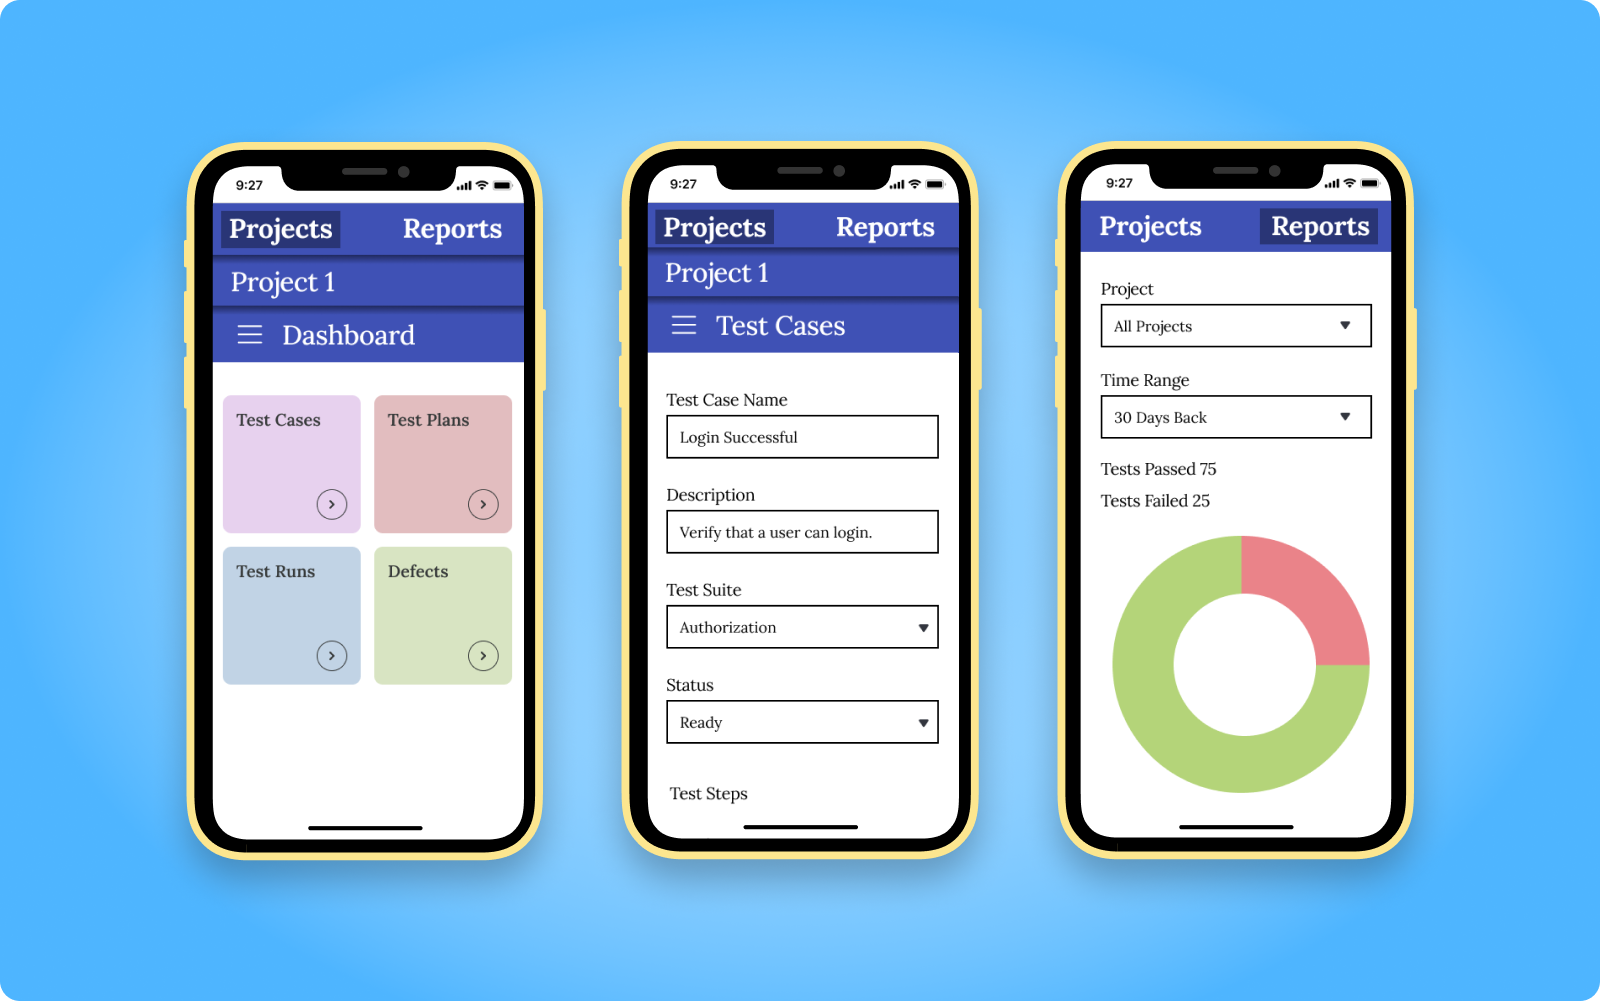 9:27
Projects Reports
Project 1
Dashboard
Test Cases Test Plans
Test Runs Defects
9:27
Projects Reports
Project 1
Test Cases
Test Case Name
Login Successful
Description
Verify that a user can login.
Test Suite
Authorization
Status
Ready
Test Steps
9:27
Projects Reports
Project
All Projects
Time Range
30 Days Back
Tests Passed 75
Tests Failed 25